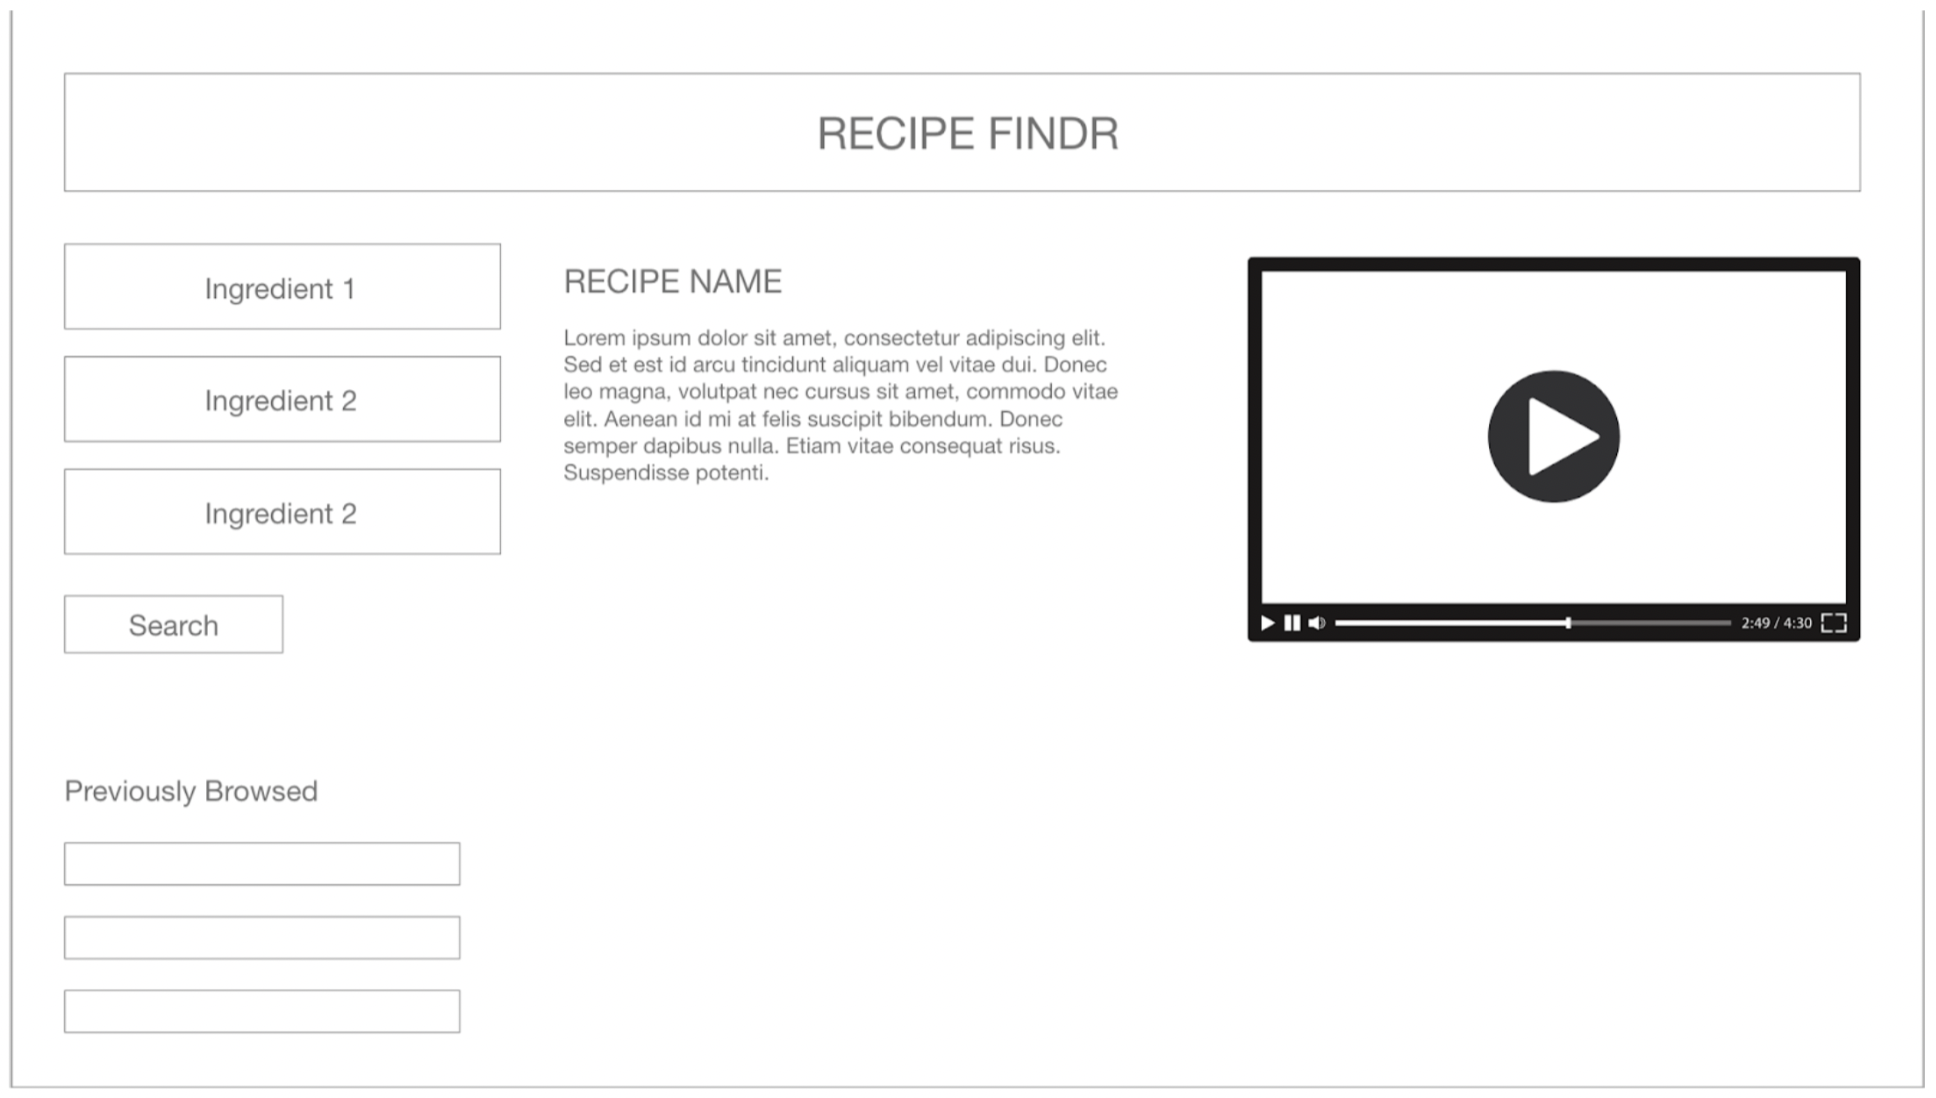 RECIPE FINDR
Ingredient 1
Ingredient 2
Ingredient 2
Search
RECIPE NAME
Lorem ipsum dolor sit amet, consectetur adipiscing elit.
Sed et est id arcu tincidunt aliquam vel vitae dui. Donec
leo magna, volutpat nec cursus sit amet, commodo vitae
elit. Aenean id mi at felis suscipit bibendum. Donec
semper dapibus nulla. Etiam vitae consequat risus.
Suspendisse potenti.
2:49 / 4:30
Previously Browsed